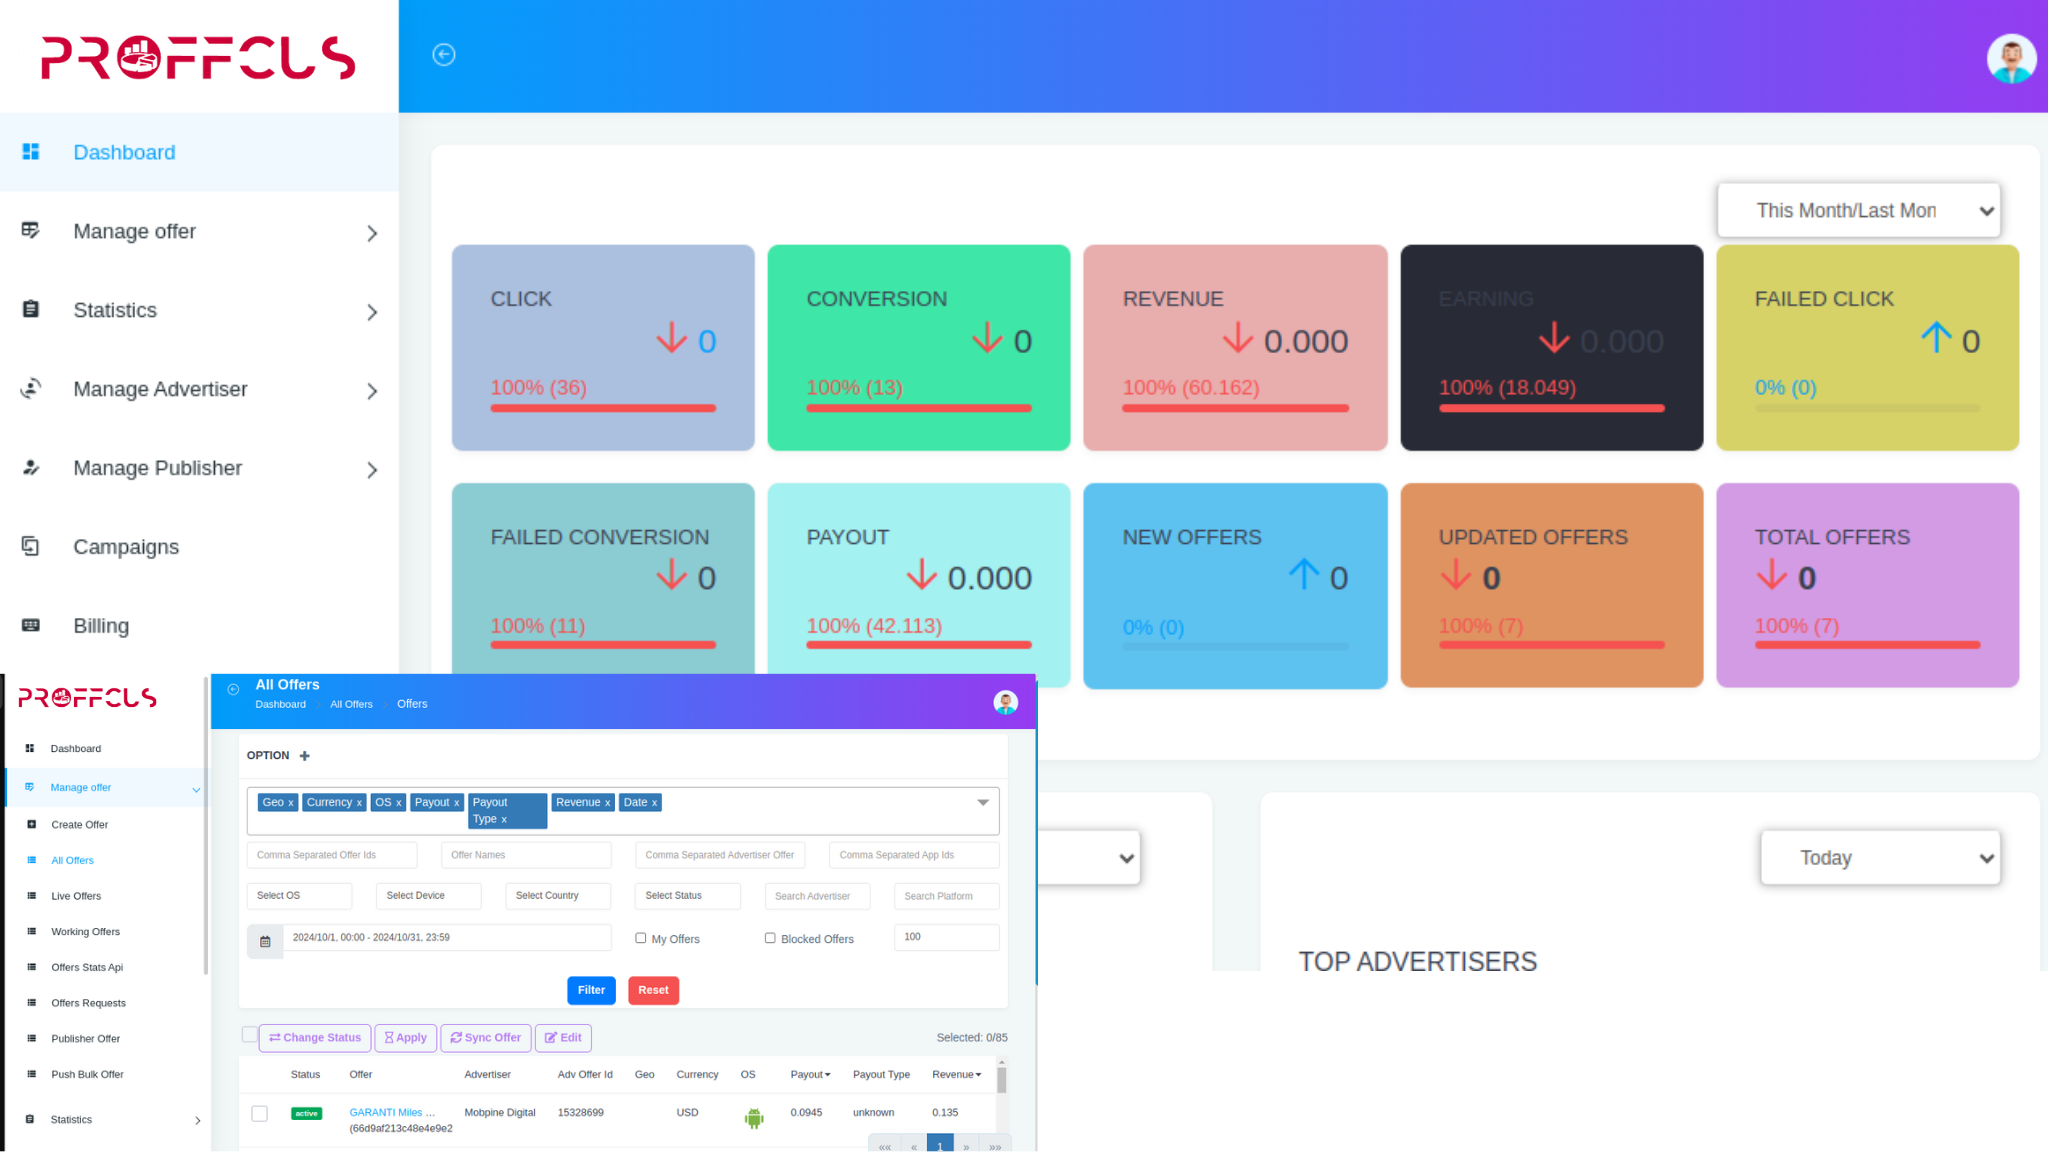 PROFFCUS
Dashboard
Manage offer
Statistics
Manage Advertiser
Manage Publisher
Campaigns
Billing
This Month/Last Mon
CLICK
0
100% (36)
CONVERSION
0
100% (13)
REVENUE
0.000
100% (60.162)
EARNING
0.000
100% (18.049)
FAILED CLICK
0
0% (0)
FAILED CONVERSION
0
100% (11)
PAYOUT
0.000
100% (42.113)
NEW OFFERS
0
0% (0)
UPDATED OFFERS
0
100% (7)
TOTAL OFFERS
0
100% (7)
Today
TOP ADVERTISERS
PROFFCUS
Dashboard
Manage offer
Create Offer
All Offers
Live Offers
Working Offers
Offers Stats Api
Offers Requests
Publisher Offer
Push Bulk Offer
Statistics
All Offers
Dashboard All Offers Offers
OPTION +
Geo x Currency x OS x Payout x Payout Type x Revenue x Date x
Comma Separated Offer Ids Offer Names Comma Separated Advertiser Offer Comma Separated App Ids
Select OS Select Device Select Country Select Status Search Advertiser Search Platform
2024/10/1, 00:00 - 2024/10/31, 23:59 My Offers Blocked Offers 100
Filter Reset
Change Status Apply Sync Offer Edit Selected: 0/85
Status Offer Advertiser Adv Offer Id Geo Currency OS Payout Payout Type Revenue
active GARANTI Miles ... Mobpine Digital 15328699 USD 0.0945 unknown 0.135
(66d9af213c48e4e9e2
«« « 1 » »»